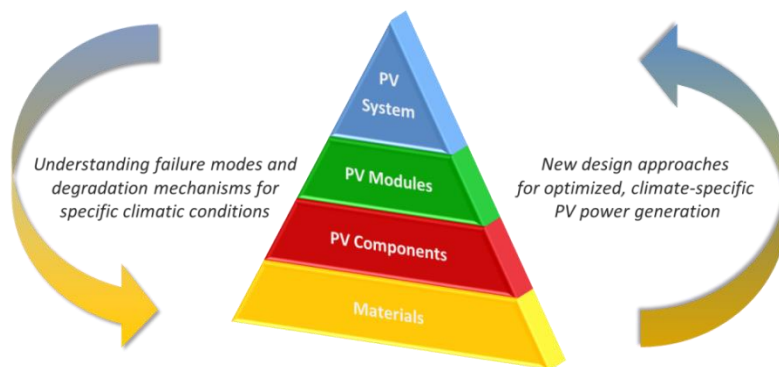 PV
System
PV Modules
PV Components
Materials
Understanding failure modes and
degradation mechanisms for
specific climatic conditions
New design approaches
for optimized, climate-specific
PV power generation